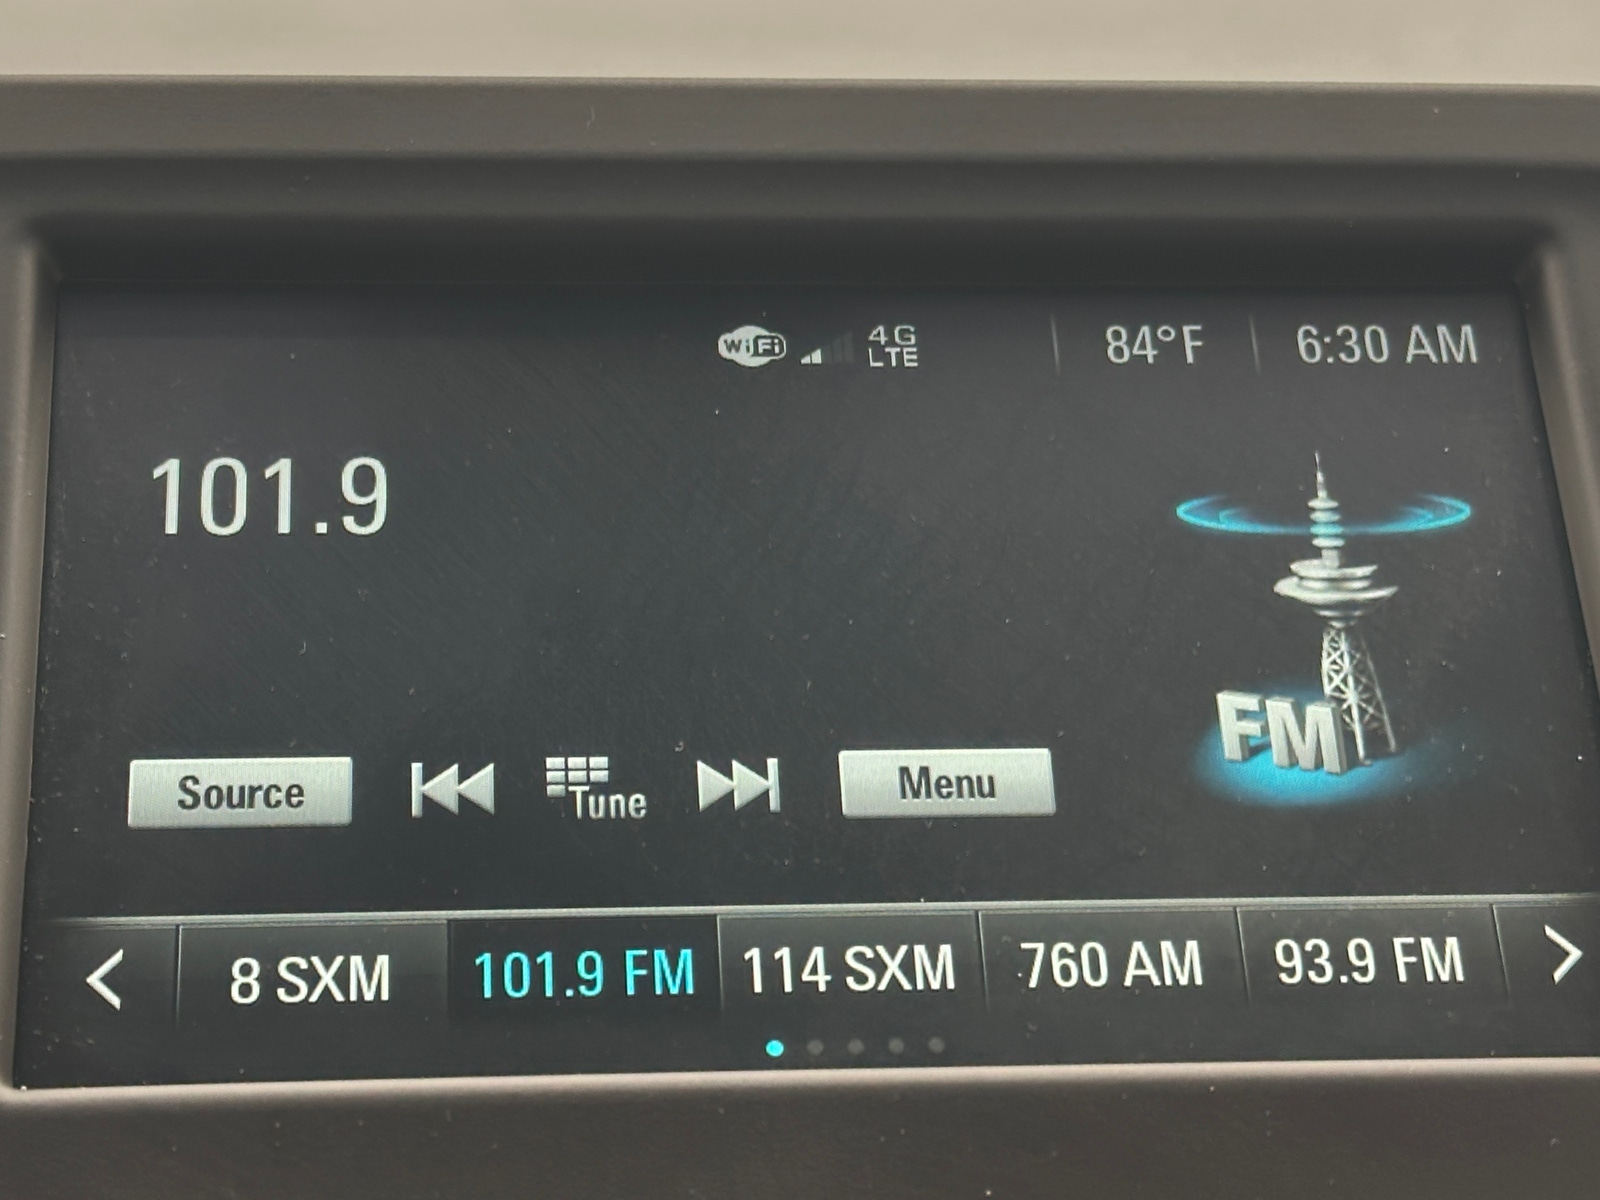 WiFi 4G LTE 84°F 6:30 AM
101.9
FM
Source Tune Menu
8 SXM 101.9 FM 114 SXM 760 AM 93.9 FM